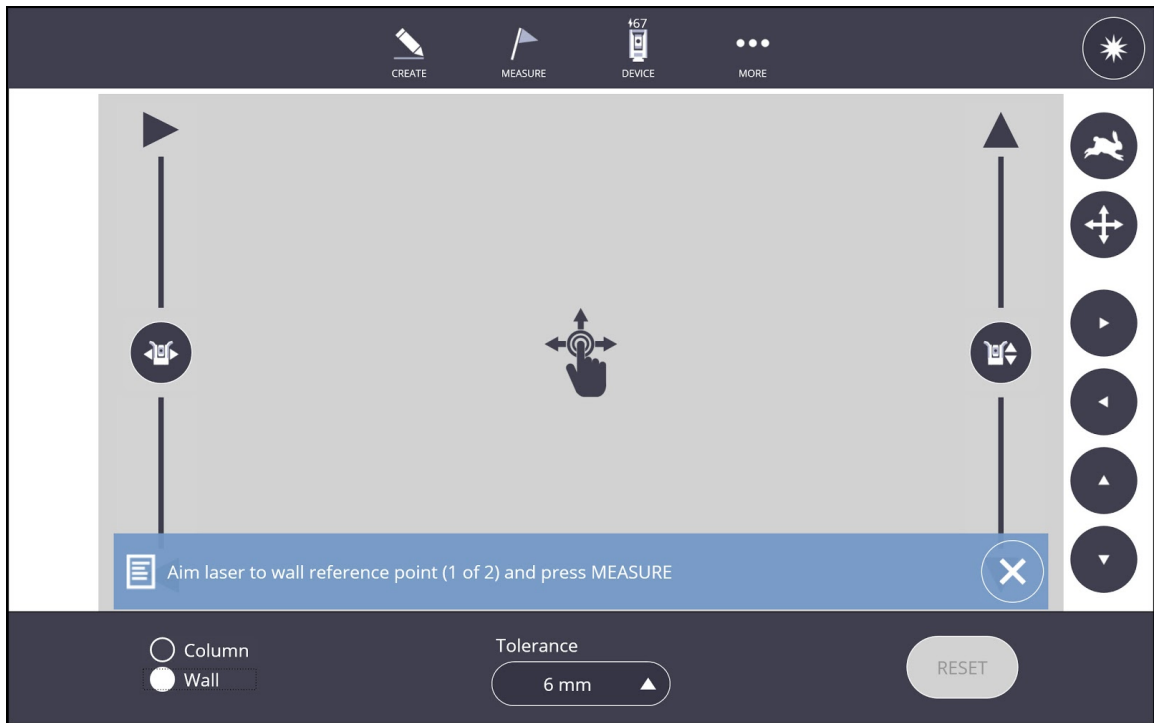 67
CREATE
MEASURE
DEVICE
MORE
Aim laser to wall reference point (1 of 2) and press MEASURE
Column
Wall
Tolerance
6 mm
RESET